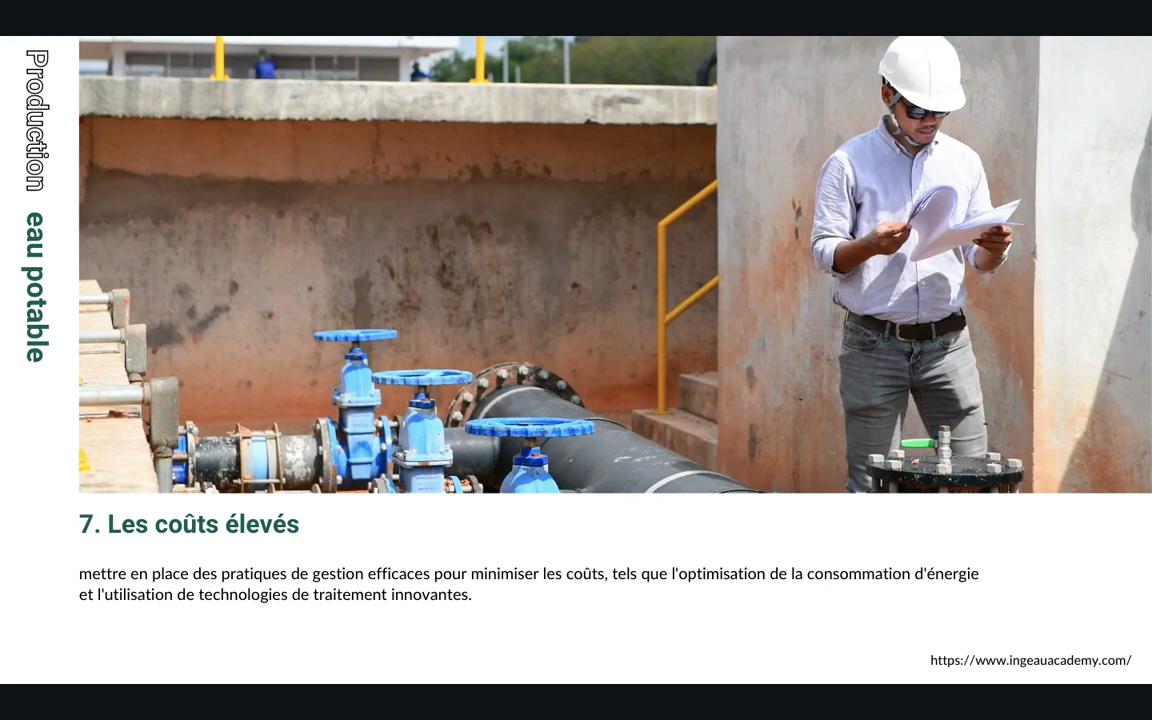 Production eau potable
7. Les coûts élevés
mettre en place des pratiques de gestion efficaces pour minimiser les coûts, tels que l'optimisation de la consommation d'énergie
et l'utilisation de technologies de traitement innovantes.
https://www.ingeauacademy.com/